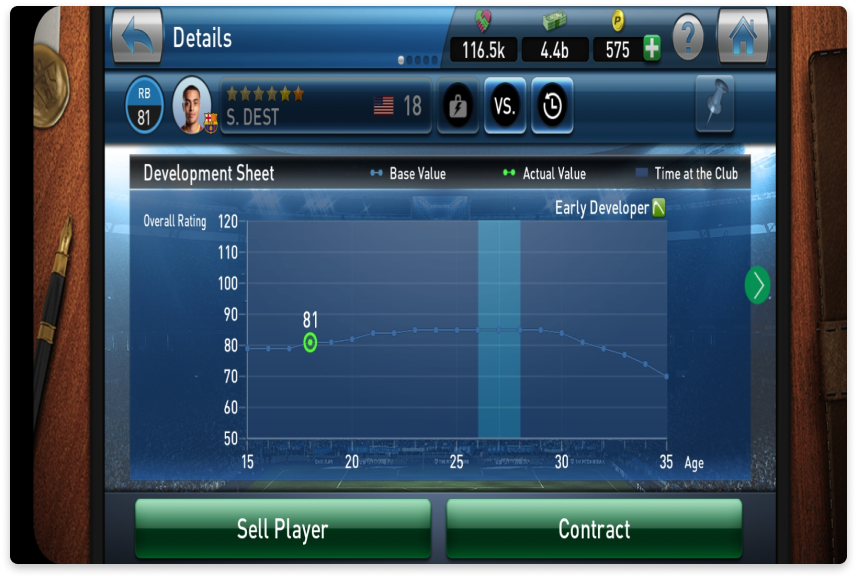 Details
116.5k
4.4b
P
575
?
RB
81
S. DEST
18
VS.
Development Sheet
Base Value
Actual Value
Time at the Club
Early Developer
Overall Rating
120
110
100
90
80
70
60
50
81
15
20
25
30
35
Age
Sell Player
Contract